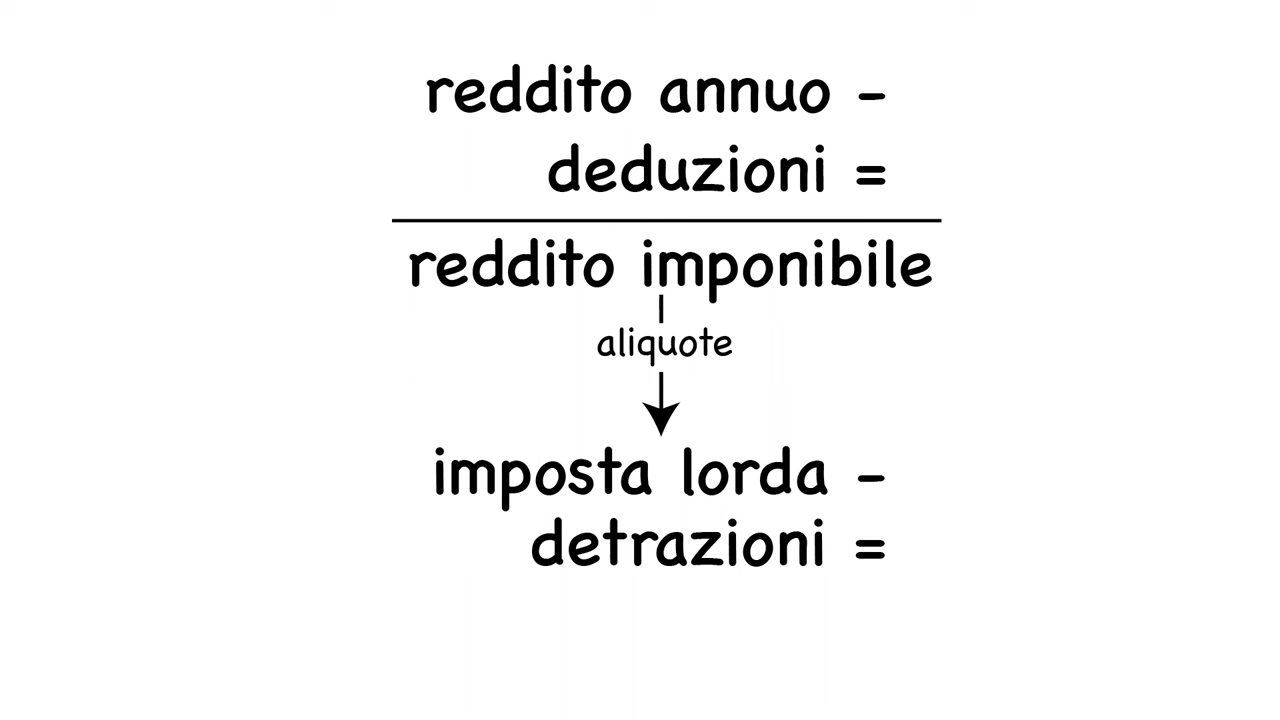 reddito annuo -
deduzioni =
reddito imponibile
aliquote
imposta lorda -
detrazioni =